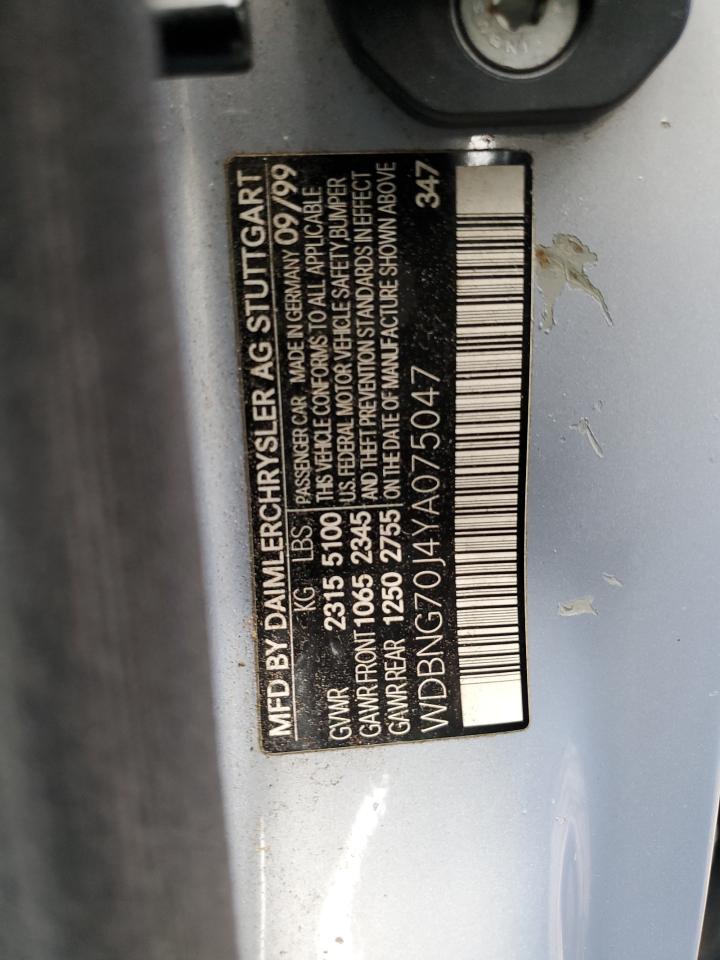 MFD BY DAIMLERCHRYSLER AG STUTTGART
KG LBS PASSENGER CAR MADE IN GERMANY 09/99
GVWR 2315 5100 THIS VEHICLE CONFORMS TO ALL APPLICABLE
U.S. FEDERAL MOTOR VEHICLE SAFETY BUMPER
GAWR FRONT 1065 2345 AND THEFT PREVENTION STANDARDS IN EFFECT
GAWR REAR 1250 2755 ON THE DATE OF MANUFACTURE SHOWN ABOVE
WDBNG70J4YA075047 347